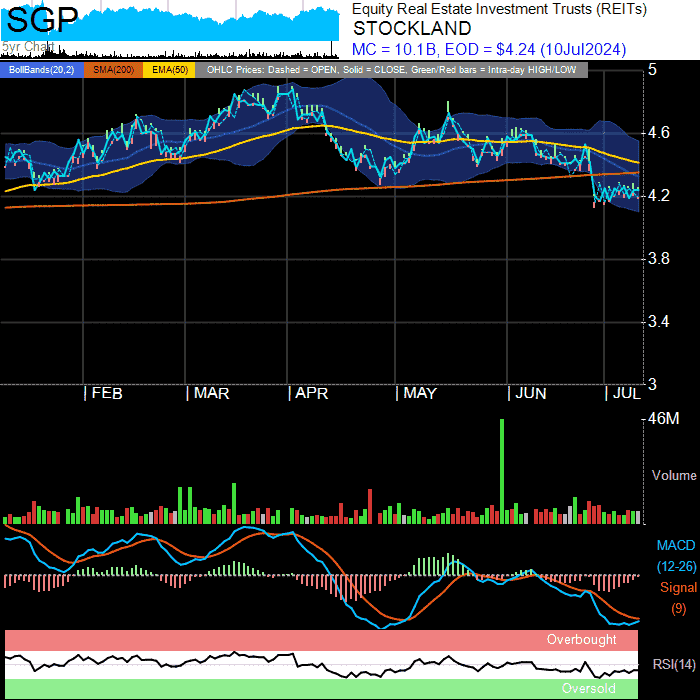 SGP
5yr Chart
Equity Real Estate Investment Trusts (REITs)
STOCKLAND
MC = 10.1B, EOD = $4.24 (10Jul2024)
BollBands(20,2) SMA(200) EMA(50) OHLC Prices: Dashed = OPEN, Solid = CLOSE, Green/Red bars = Intra-day HIGH/LOW
5
4.6
4.2
3.8
3.4
3
| FEB | MAR | APR | MAY | JUN | JUL
46M
Volume
MACD
(12-26)
Signal
(9)
Overbought
RSI(14)
Oversold